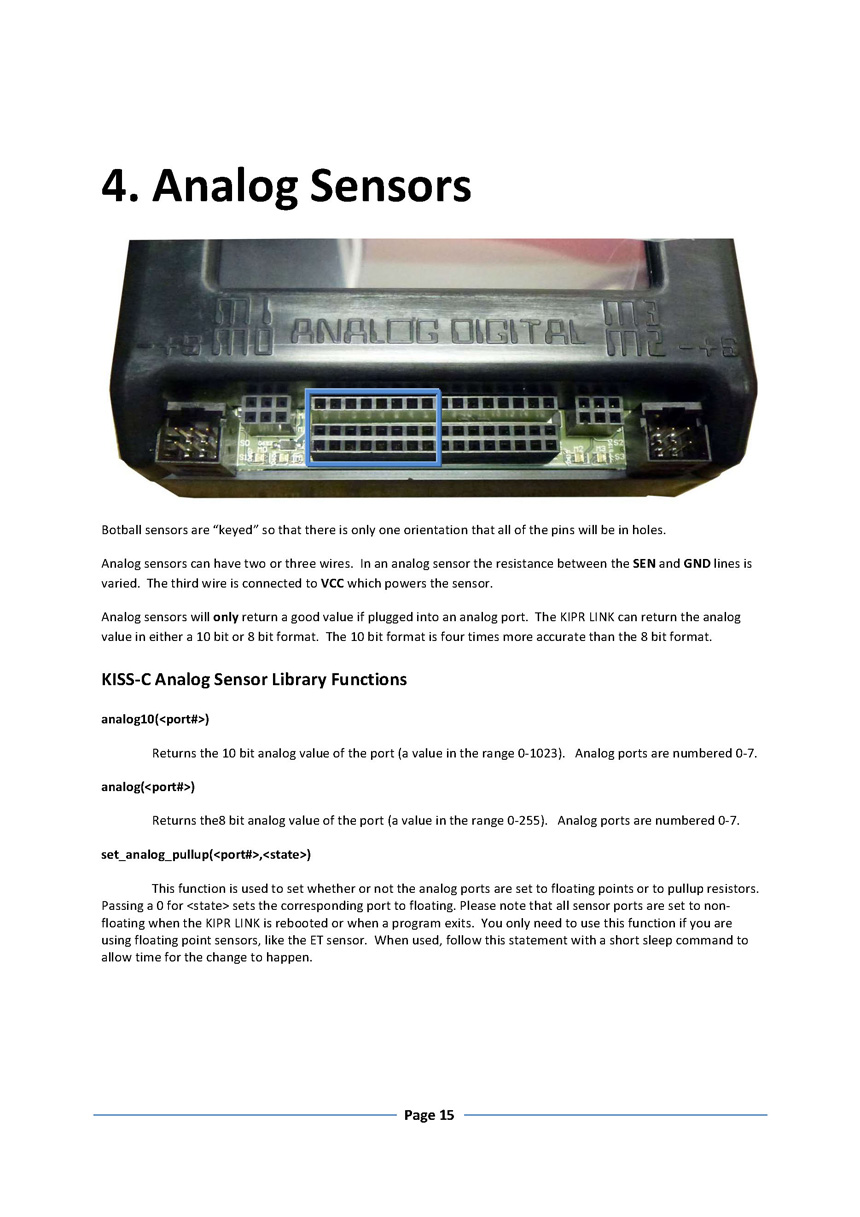 4. Analog Sensors
M1 M3
ANALOG DIGITAL
-+S M0 M2 -+S
S0 S2
S1 S3
Botball sensors are “keyed” so that there is only one orientation that all of the pins will be in holes.
Analog sensors can have two or three wires.  In an analog sensor the resistance between the SEN and GND lines is
varied.  The third wire is connected to VCC which powers the sensor.
Analog sensors will only return a good value if plugged into an analog port.  The KIPR LINK can return the analog
value in either a 10 bit or 8 bit format.  The 10 bit format is four times more accurate than the 8 bit format.
KISS-C Analog Sensor Library Functions
analog10(<port#>)
Returns the 10 bit analog value of the port (a value in the range 0-1023).   Analog ports are numbered 0-7.
analog(<port#>)
Returns the8 bit analog value of the port (a value in the range 0-255).   Analog ports are numbered 0-7.
set_analog_pullup(<port#>,<state>)
This function is used to set whether or not the analog ports are set to floating points or to pullup resistors.
Passing a 0 for <state> sets the corresponding port to floating. Please note that all sensor ports are set to non-
floating when the KIPR LINK is rebooted or when a program exits.  You only need to use this function if you are
using floating point sensors, like the ET sensor.  When used, follow this statement with a short sleep command to
allow time for the change to happen.
Page 15